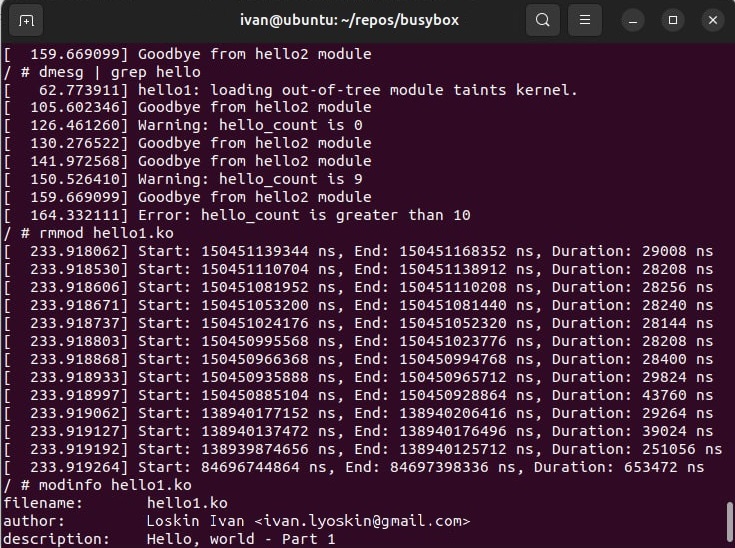 ivan@ubuntu: ~/repos/busybox
[  159.669099] Goodbye from hello2 module
/ # dmesg | grep hello
[   62.773911] hello1: loading out-of-tree module taints kernel.
[  105.602346] Goodbye from hello2 module
[  126.461260] Warning: hello_count is 0
[  130.276522] Goodbye from hello2 module
[  141.972568] Goodbye from hello2 module
[  150.526410] Warning: hello_count is 9
[  159.669099] Goodbye from hello2 module
[  164.332111] Error: hello_count is greater than 10
/ # rmmod hello1.ko
[  233.918062] Start: 150451139344 ns, End: 150451168352 ns, Duration: 29008 ns
[  233.918530] Start: 150451110704 ns, End: 150451138912 ns, Duration: 28208 ns
[  233.918606] Start: 150451081952 ns, End: 150451110208 ns, Duration: 28256 ns
[  233.918671] Start: 150451053200 ns, End: 150451081440 ns, Duration: 28240 ns
[  233.918737] Start: 150451024176 ns, End: 150451052320 ns, Duration: 28144 ns
[  233.918803] Start: 150450995568 ns, End: 150451023776 ns, Duration: 28208 ns
[  233.918868] Start: 150450966368 ns, End: 150450994768 ns, Duration: 28400 ns
[  233.918933] Start: 150450935888 ns, End: 150450965712 ns, Duration: 29824 ns
[  233.918997] Start: 150450885104 ns, End: 150450928864 ns, Duration: 43760 ns
[  233.919062] Start: 138940177152 ns, End: 138940206416 ns, Duration: 29264 ns
[  233.919127] Start: 138940137472 ns, End: 138940176496 ns, Duration: 39024 ns
[  233.919192] Start: 138939874656 ns, End: 138940125712 ns, Duration: 251056 ns
[  233.919264] Start: 84696744864 ns, End: 84697398336 ns, Duration: 653472 ns
/ # modinfo hello1.ko
filename:       hello1.ko
author:         Loskin Ivan <ivan.lyoskin@gmail.com>
description:    Hello, world - Part 1